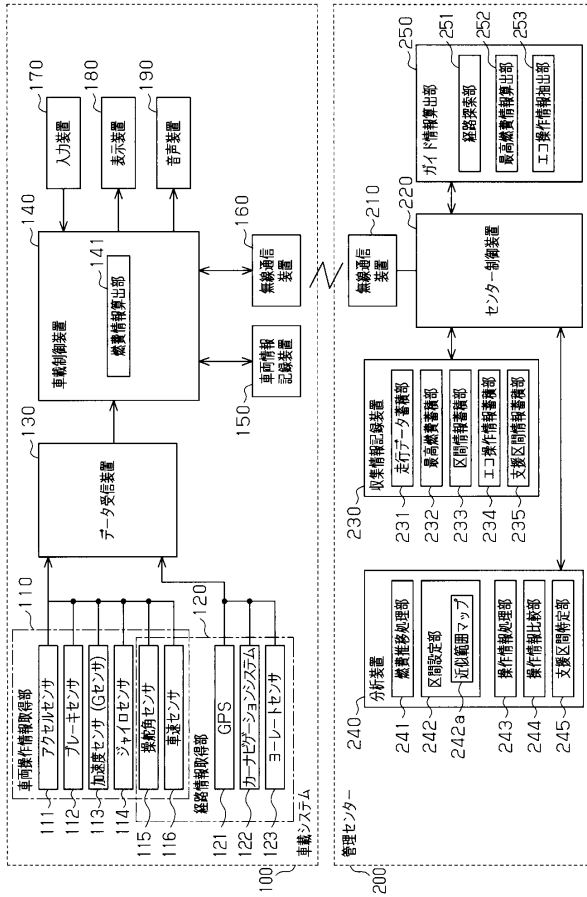 110
車両操作情報取得部
111
アクセルセンサ
112
ブレーキセンサ
113
加速度センサ(Gセンサ)
114
ジャイロセンサ
115
操舵角センサ
116
車速センサ
120
経路情報取得部
121
GPS
122
カーナビゲーションシステム
123
ヨーレートセンサ
100
車載システム
130
データ受信装置
140
車載制御装置
141
燃費情報算出部
150
車両情報
記録装置
160
無線通信
装置
170
入力装置
180
表示装置
190
音声装置
200
管理センター
210
無線通信
装置
220
センター制御装置
230
収集情報記録装置
231
走行データ蓄積部
232
最高燃費蓄積部
233
区間情報蓄積部
234
エコ操作情報蓄積部
235
支援区間情報蓄積部
240
分析装置
241
燃費推移処理部
242
区間設定部
242a
近似範囲マップ
243
操作情報処理部
244
操作情報比較部
245
支援区間特定部
250
ガイド情報算出部
251
経路探索部
252
最高燃費情報算出部
253
エコ操作情報抽出部